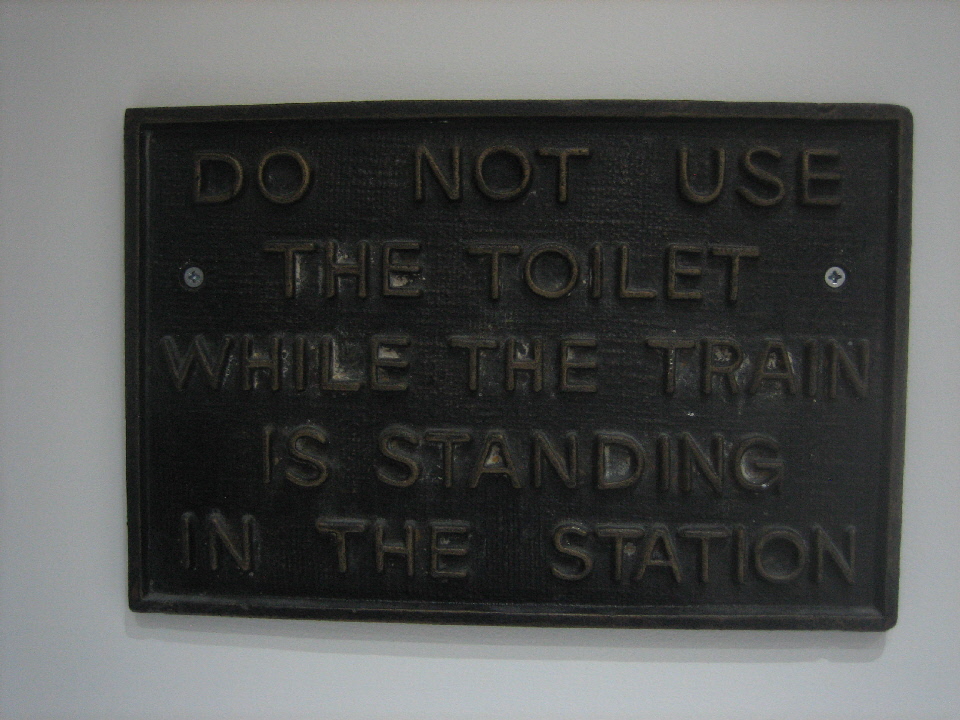 DO NOT USE
THE TOILET
WHILE THE TRAIN
IS STANDING
IN THE STATION